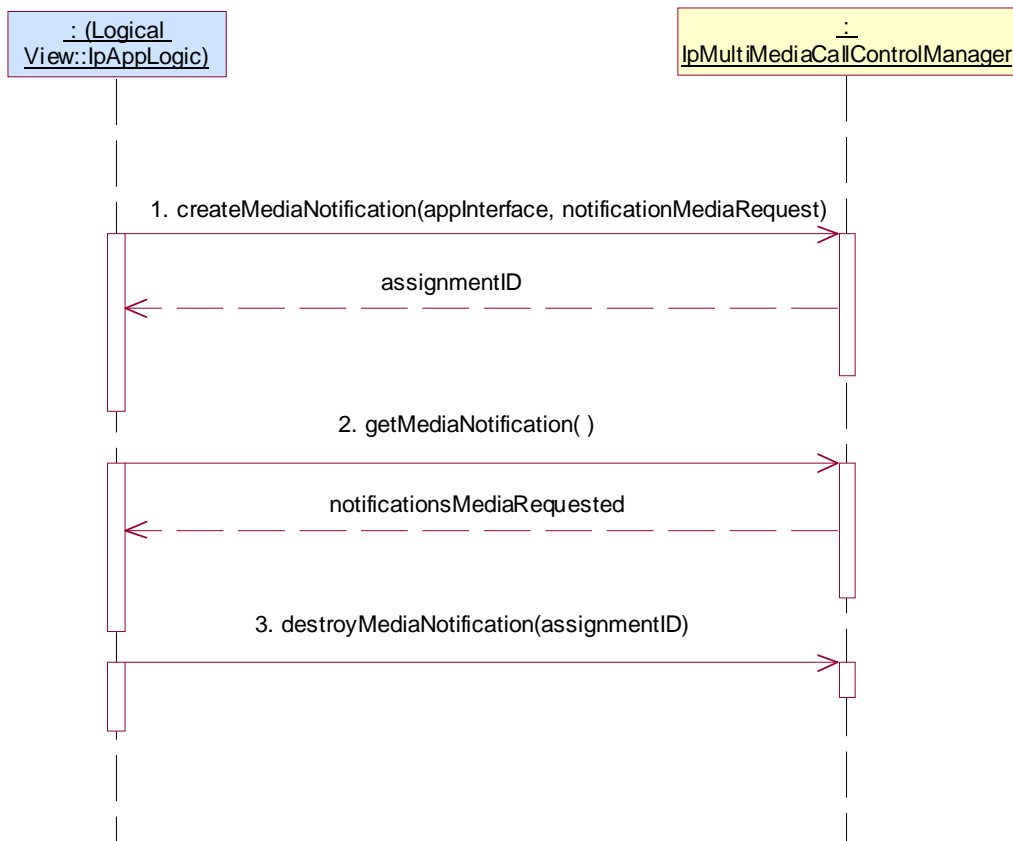 : (Logical
View::IpAppLogic)
:
IpMultiMediaCallControlManager
1. createMediaNotification(appInterface, notificationMediaRequest)
assignmentID
2. getMediaNotification( )
notificationsMediaRequested
3. destroyMediaNotification(assignmentID)